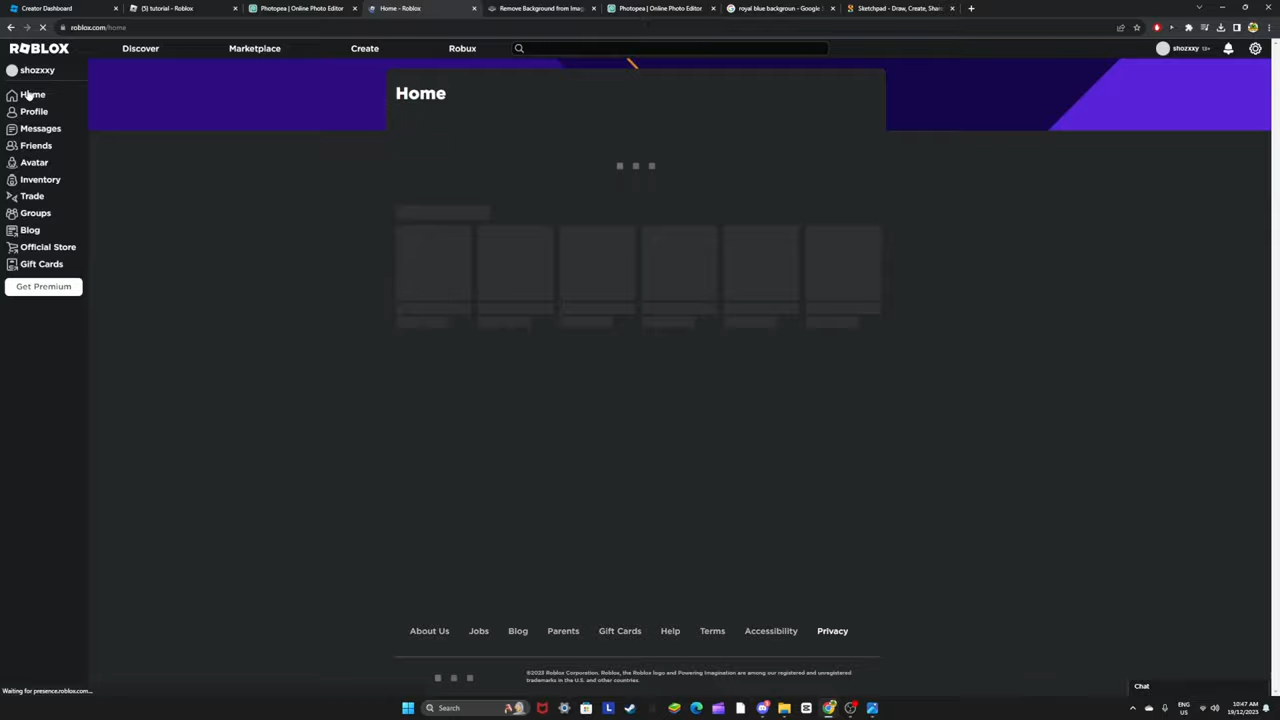 Creator Dashboard
(5) tutorial - Roblox
Photopea | Online Photo Editor
Home - Roblox
Remove Background from Imag
Photopea | Online Photo Editor
royal blue backgroun - Google S
Sketchpad - Draw, Create, Share
roblox.com/home
ROBLOX
Discover
Marketplace
Create
Robux
shozxxy 13+
shozxxy
Home
Home
Profile
Messages
Friends
Avatar
Inventory
Trade
Groups
Blog
Official Store
Gift Cards
Get Premium
About Us
Jobs
Blog
Parents
Gift Cards
Help
Terms
Accessibility
Privacy
©2023 Roblox Corporation. Roblox, the Roblox logo and Powering Imagination are among our registered and unregistered
trademarks in the U.S. and other countries.
Chat
Waiting for presence.roblox.com...
Search
ENG
US
10:47 AM
19/12/2023